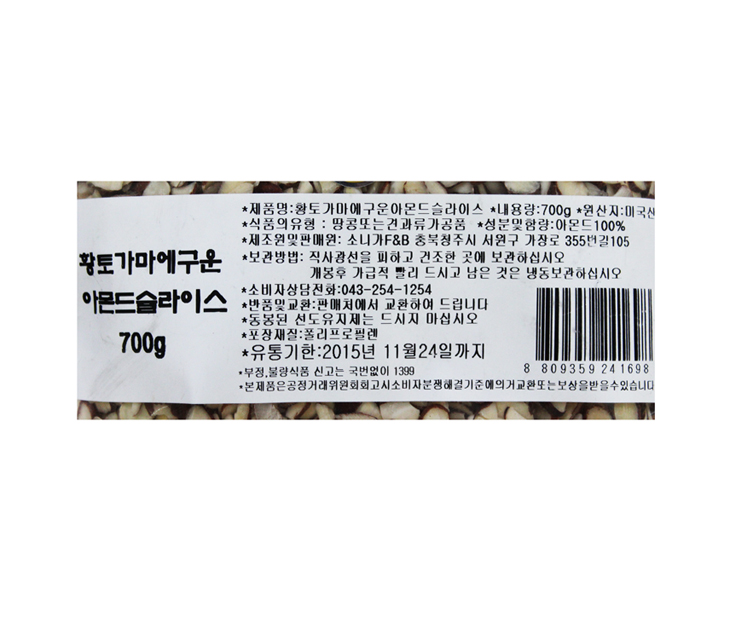 황토가마에구운
아몬드슬라이스
700g
*제품명:황토가마에구운아몬드슬라이스 *내용량:700g *원산지:미국산
*식품의유형 : 땅콩또는견과류가공품 *성분및함량:아몬드100%
*제조원및판매원: 소니가F&B 충북청주시 서원구 가장로 355번길105
*보관방법: 직사광선을 피하고 건조한 곳에 보관하십시오
개봉후 가급적 빨리 드시고 남은 것은 냉동보관하십시오
*소비자상담전화:043-254-1254
*반품및교환:판매처에서 교환하여 드립니다
*동봉된 선도유지제는 드시지 마십시오
*포장재질:폴리프로필렌
*유통기한:2015년 11월24일까지
8 809359 241698
*부정,불량식품 신고는 국번없이 1399
*본제품은공정거래위원회고시소비자분쟁해결기준에의거교환또는보상을받을수있습니다